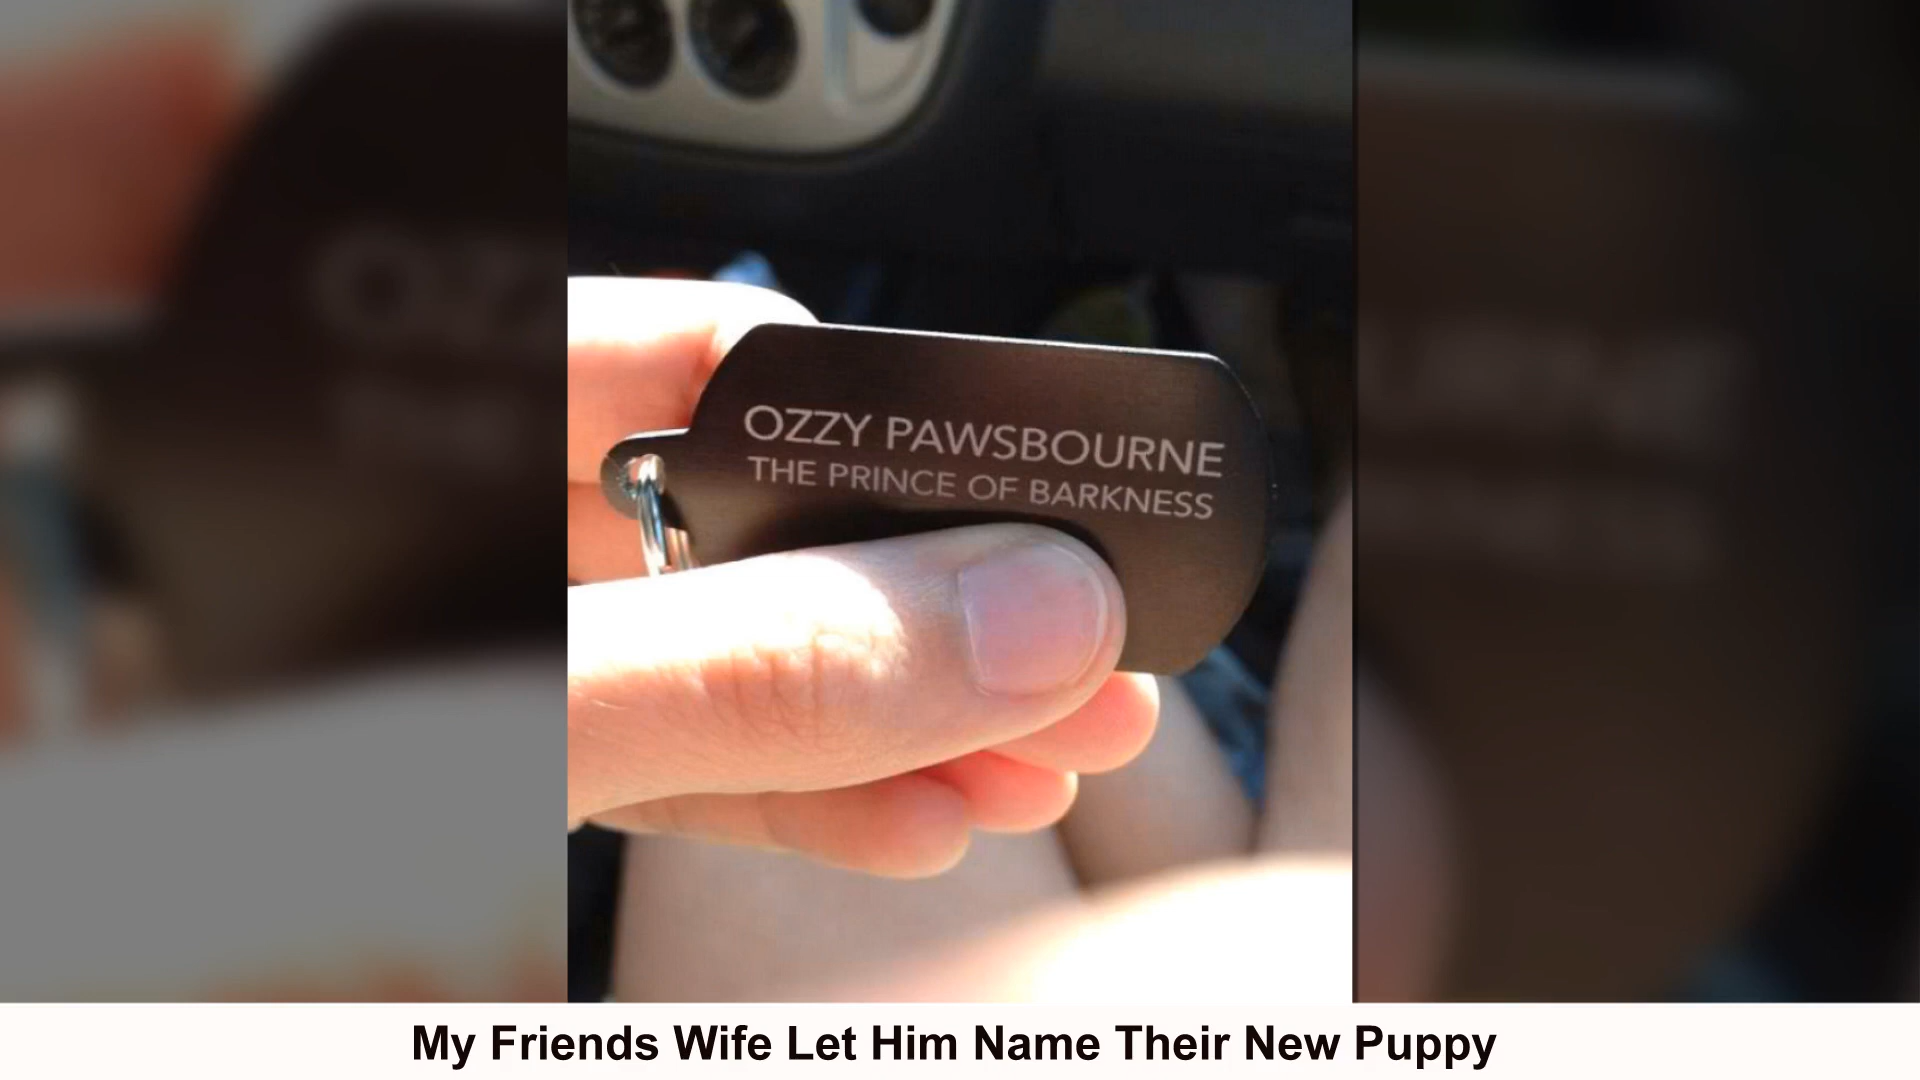 OZZY PAWSBOURNE
THE PRINCE OF BARKNESS
My Friends Wife Let Him Name Their New Puppy